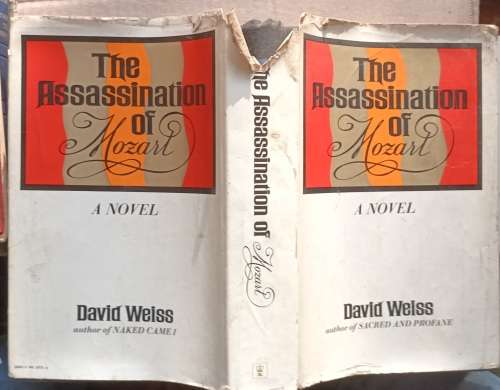 The
Assassination
of
Mozart
A NOVEL
David Weiss
author of NAKED CAME I
The Assassination of Mozart
The
Assassination
of
Mozart
A NOVEL
David Weiss
author of SACRED AND PROFANE